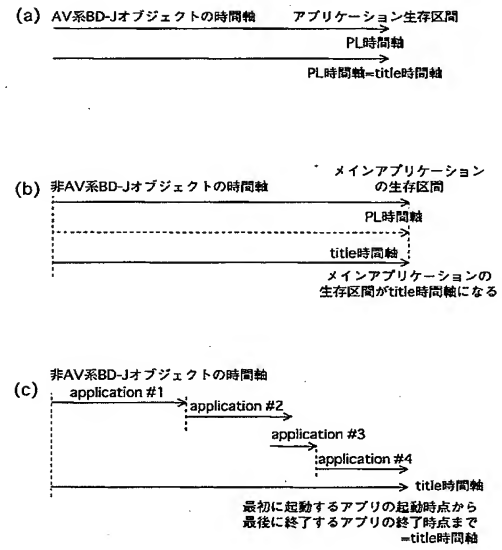 (a) AV系BD-Jオブジェクトの時間軸 アプリケーション生存区間
PL時間軸
PL時間軸=title時間軸
(b) 非AV系BD-Jオブジェクトの時間軸 メインアプリケーション
の生存区間
PL時間軸
title時間軸
メインアプリケーションの
生存区間がtitle時間軸になる
非AV系BD-Jオブジェクトの時間軸
(c) application #1
application #2
application #3
application #4
title時間軸
最初に起動するアプリの起動時点から
最後に終了するアプリの終了時点まで
=title時間軸